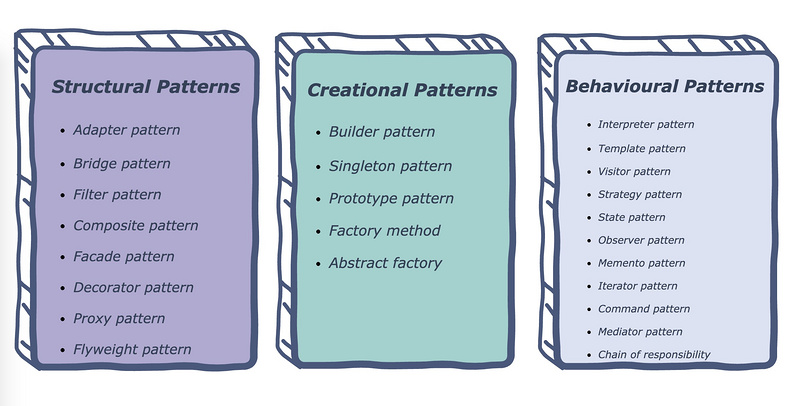 Structural Patterns
• Adapter pattern
• Bridge pattern
• Filter pattern
• Composite pattern
• Facade pattern
• Decorator pattern
• Proxy pattern
• Flyweight pattern
Creational Patterns
• Builder pattern
• Singleton pattern
• Prototype pattern
• Factory method
• Abstract factory
Behavioural Patterns
• Interpreter pattern
• Template pattern
• Visitor pattern
• Strategy pattern
• State pattern
• Observer pattern
• Memento pattern
• Iterator pattern
• Command pattern
• Mediator pattern
• Chain of responsibility